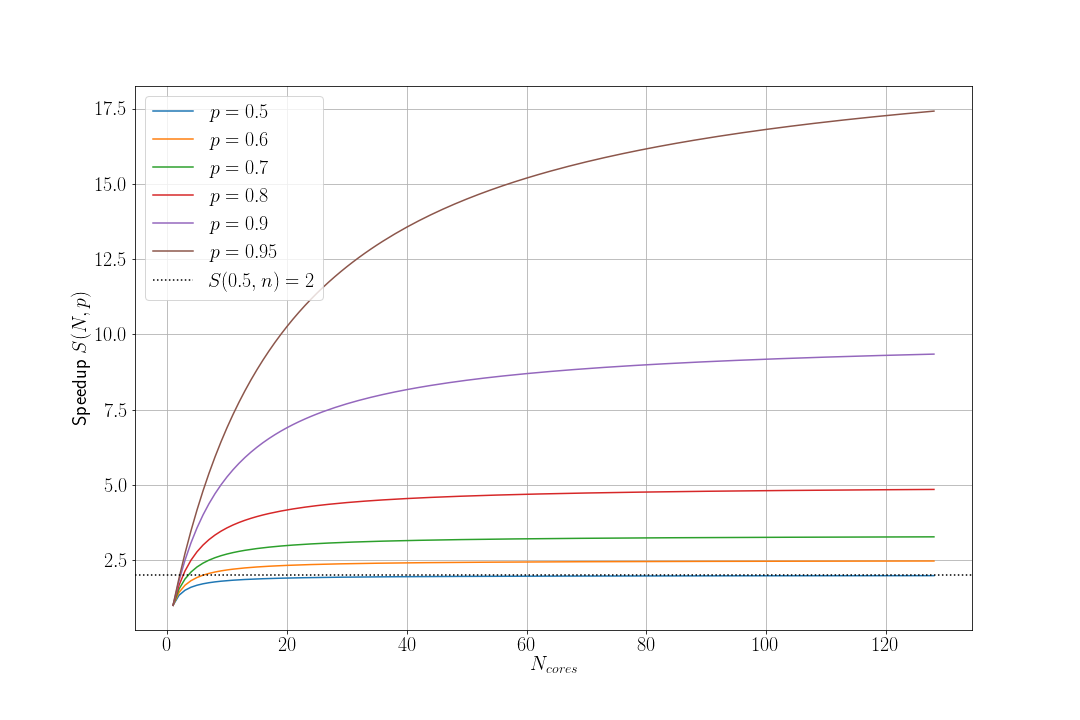 17.5
15.0
12.5
10.0
7.5
5.0
2.5
Speedup S(N, p)
p = 0.5
p = 0.6
p = 0.7
p = 0.8
p = 0.9
p = 0.95
S(0.5, n) = 2
0 20 40 60 80 100 120
N_cores